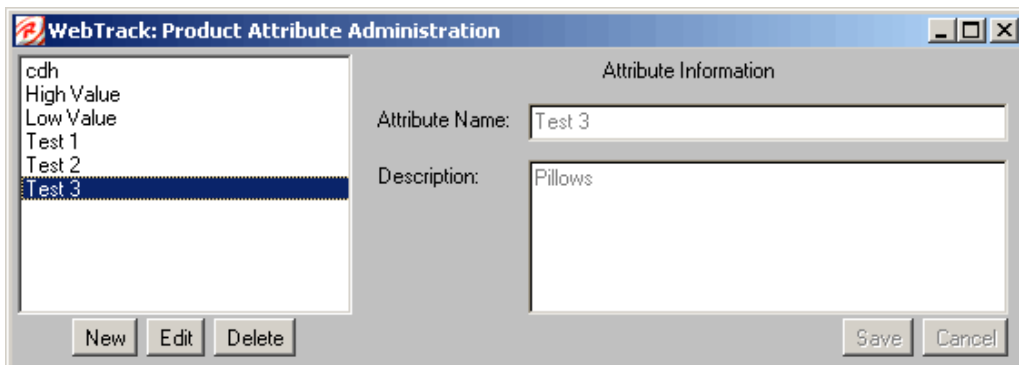 WebTrack: Product Attribute Administration
cdh
High Value
Low Value
Test 1
Test 2
Test 3
New Edit Delete
Attribute Information
Attribute Name: Test 3
Description: Pillows
Save Cancel